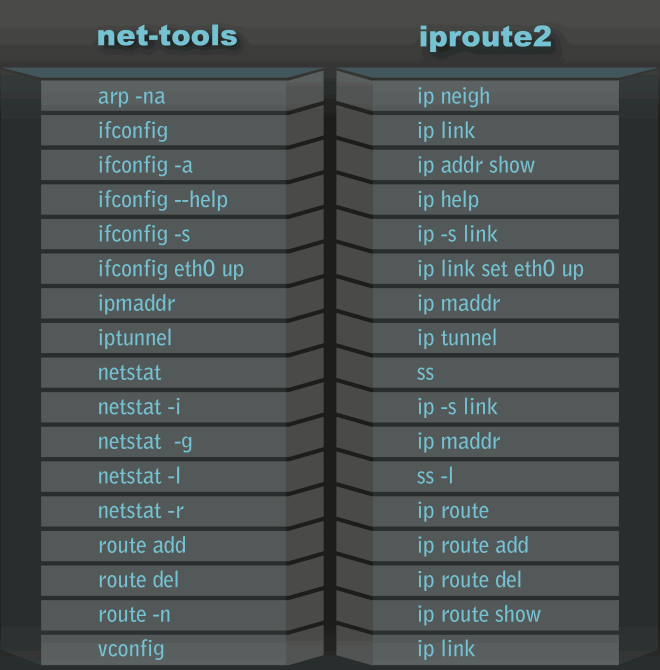 net-tools iproute2
arp -na ip neigh
ifconfig ip link
ifconfig -a ip addr show
ifconfig --help ip help
ifconfig -s ip -s link
ifconfig eth0 up ip link set eth0 up
ipmaddr ip maddr
iptunnel ip tunnel
netstat ss
netstat -i ip -s link
netstat  -g ip maddr
netstat -l ss -l
netstat -r ip route
route add ip route add
route del ip route del
route -n ip route show
vconfig ip link